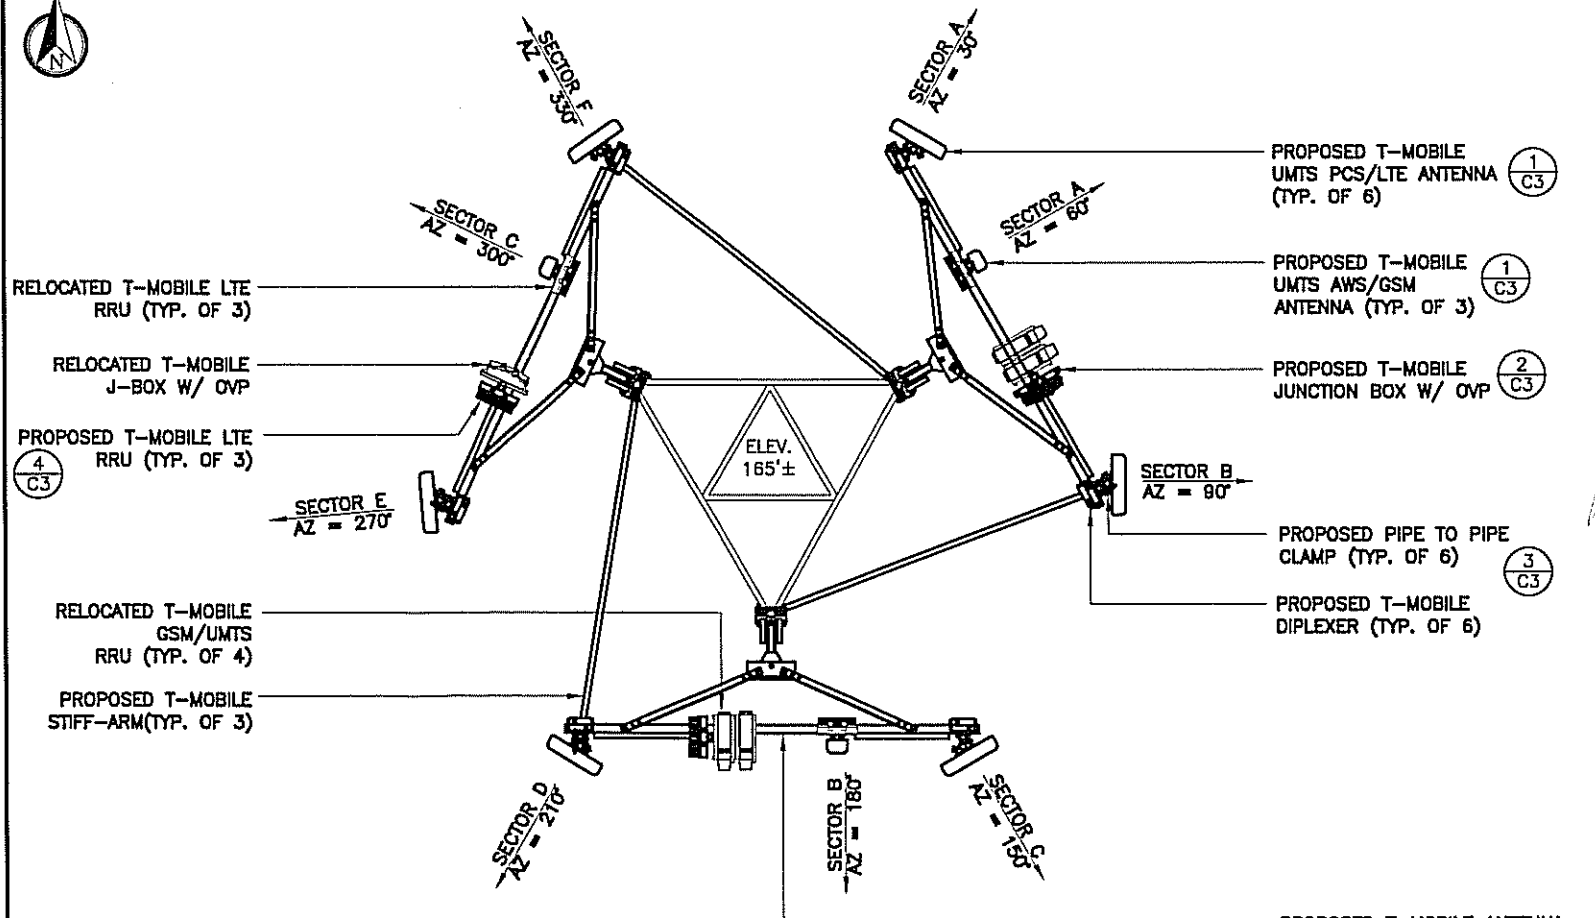 N
SECTOR F
AZ = 330°
SECTOR A
AZ = 30°
SECTOR C
AZ = 300°
SECTOR A
AZ = 60°
PROPOSED T-MOBILE
UMTS PCS/LTE ANTENNA
(TYP. OF 6)
1
C3
PROPOSED T-MOBILE
UMTS AWS/GSM
ANTENNA (TYP. OF 3)
1
C3
PROPOSED T-MOBILE
JUNCTION BOX W/ OVP
2
C3
RELOCATED T-MOBILE LTE
RRU (TYP. OF 3)
RELOCATED T-MOBILE
J-BOX W/ OVP
PROPOSED T-MOBILE LTE
RRU (TYP. OF 3)
4
C3
ELEV.
165'±
SECTOR B
AZ = 90°
SECTOR E
AZ = 270°
PROPOSED PIPE TO PIPE
CLAMP (TYP. OF 6)
3
C3
PROPOSED T-MOBILE
DIPLEXER (TYP. OF 6)
RELOCATED T-MOBILE
GSM/UMTS
RRU (TYP. OF 4)
PROPOSED T-MOBILE
STIFF-ARM(TYP. OF 3)
SECTOR D
AZ = 210°
SECTOR B
AZ = 180°
SECTOR C
AZ = 150°